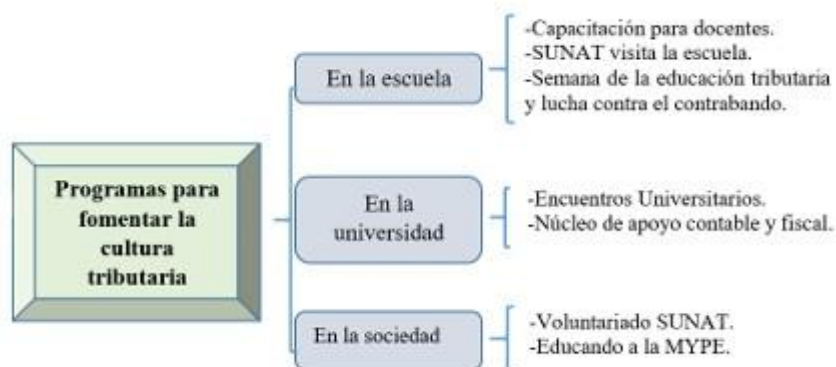 Programas para
fomentar la
cultura
tributaria
En la escuela
-Capacitación para docentes.
-SUNAT visita la escuela.
-Semana de la educación tributaria
y lucha contra el contrabando.
En la
universidad
-Encuentros Universitarios.
-Núcleo de apoyo contable y fiscal.
En la sociedad
-Voluntariado SUNAT.
-Educando a la MYPE.